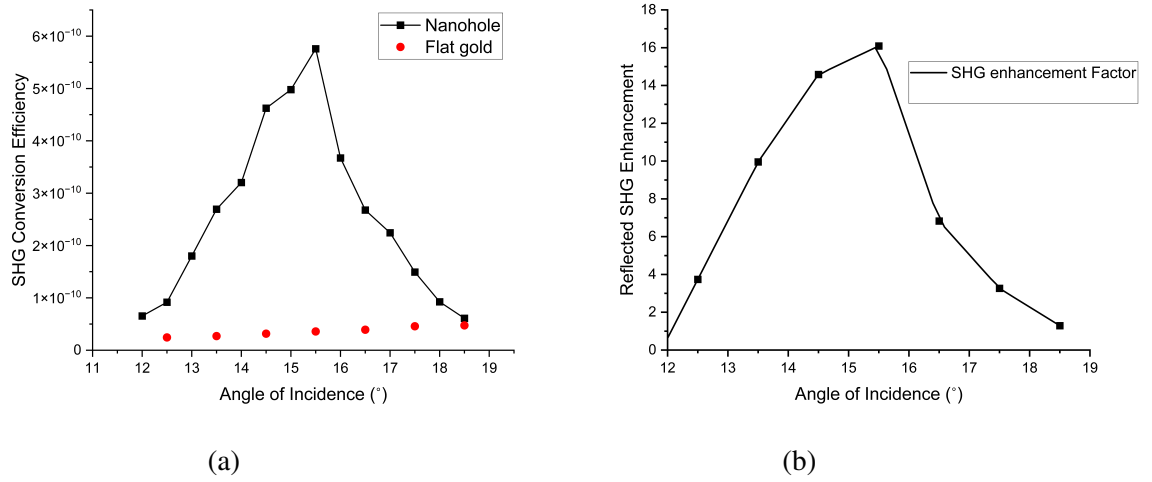 Nanohole
Flat gold
SHG Conversion Efficiency
6×10⁻¹⁰
5×10⁻¹⁰
4×10⁻¹⁰
3×10⁻¹⁰
2×10⁻¹⁰
1×10⁻¹⁰
0
11 12 13 14 15 16 17 18 19
Angle of Incidence (°)
(a)
SHG enhancement Factor
Reflected SHG Enhancement
18
16
14
12
10
8
6
4
2
0
12 13 14 15 16 17 18 19
Angle of Incidence (°)
(b)